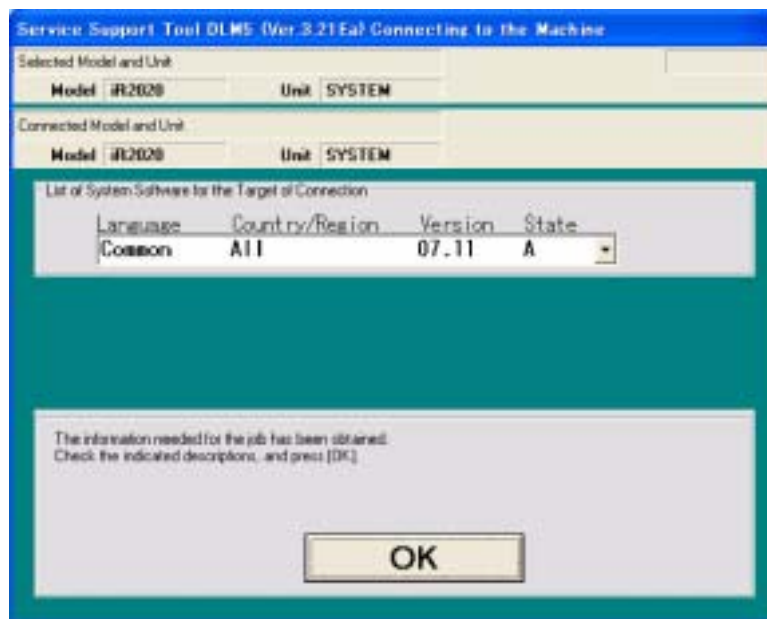 Service Support Tool DLM5 (Ver.3.21Ea) Connecting to the Machine
Selected Model and Unit
Model iR2020 Unit SYSTEM
Connected Model and Unit
Model iR2020 Unit SYSTEM
List of System Software for the Target of Connection
Language Country/Region Version State
Common All 07.11 A
The information needed for the job has been obtained.
Check the indicated descriptions, and press [OK]
OK